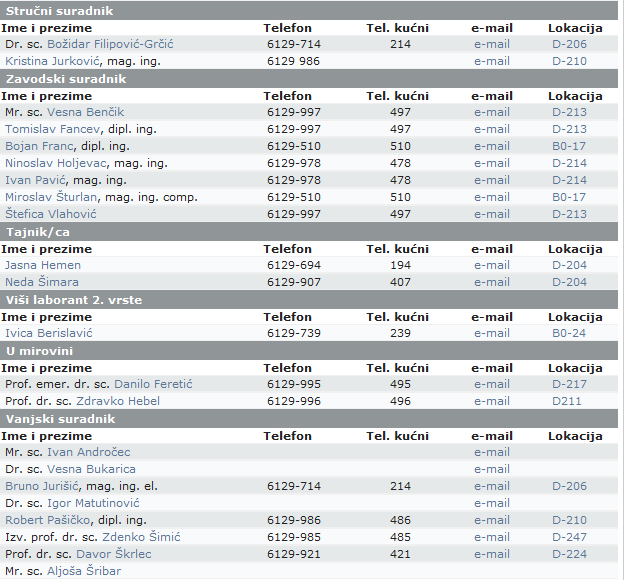 Stručni suradnik
Ime i prezime Telefon Tel. kućni e-mail Lokacija
Dr. sc. Božidar Filipović-Grčić 6129-714 214 e-mail D-206
Kristina Jurković, mag. ing. 6129 986 e-mail D-210
Zavodski suradnik
Ime i prezime Telefon Tel. kućni e-mail Lokacija
Mr. sc. Vesna Benčik 6129-997 497 e-mail D-213
Tomislav Fancev, dipl. ing. 6129-997 497 e-mail D-213
Bojan Franc, dipl. ing. 6129-510 510 e-mail B0-17
Ninoslav Holjevac, mag. ing. 6129-978 478 e-mail D-214
Ivan Pavić, mag. ing. 6129-978 478 e-mail D-214
Miroslav Šturlan, mag. ing. comp. 6129-510 510 e-mail B0-17
Štefica Vlahović 6129-997 497 e-mail D-213
Tajnik/ca
Ime i prezime Telefon Tel. kućni e-mail Lokacija
Jasna Hemen 6129-694 194 e-mail D-204
Neda Šimara 6129-907 407 e-mail D-204
Viši laborant 2. vrste
Ime i prezime Telefon Tel. kućni e-mail Lokacija
Ivica Berislavić 6129-739 239 e-mail B0-24
U mirovini
Ime i prezime Telefon Tel. kućni e-mail Lokacija
Prof. emer. dr. sc. Danilo Feretić 6129-995 495 e-mail D-217
Prof. dr. sc. Zdravko Hebel 6129-996 496 e-mail D211
Vanjski suradnik
Ime i prezime Telefon Tel. kućni e-mail Lokacija
Mr. sc. Ivan Andročec e-mail
Dr. sc. Vesna Bukarica e-mail
Bruno Jurišić, mag. ing. el. 6129-714 214 e-mail D-206
Dr. sc. Igor Matutinović e-mail
Robert Pašičko, dipl. ing. 6129-986 486 e-mail D-210
Izv. prof. dr. sc. Zdenko Šimić 6129-985 485 e-mail D-247
Prof. dr. sc. Davor Škrlec 6129-921 421 e-mail D-224
Mr. sc. Aljoša Šribar e-mail